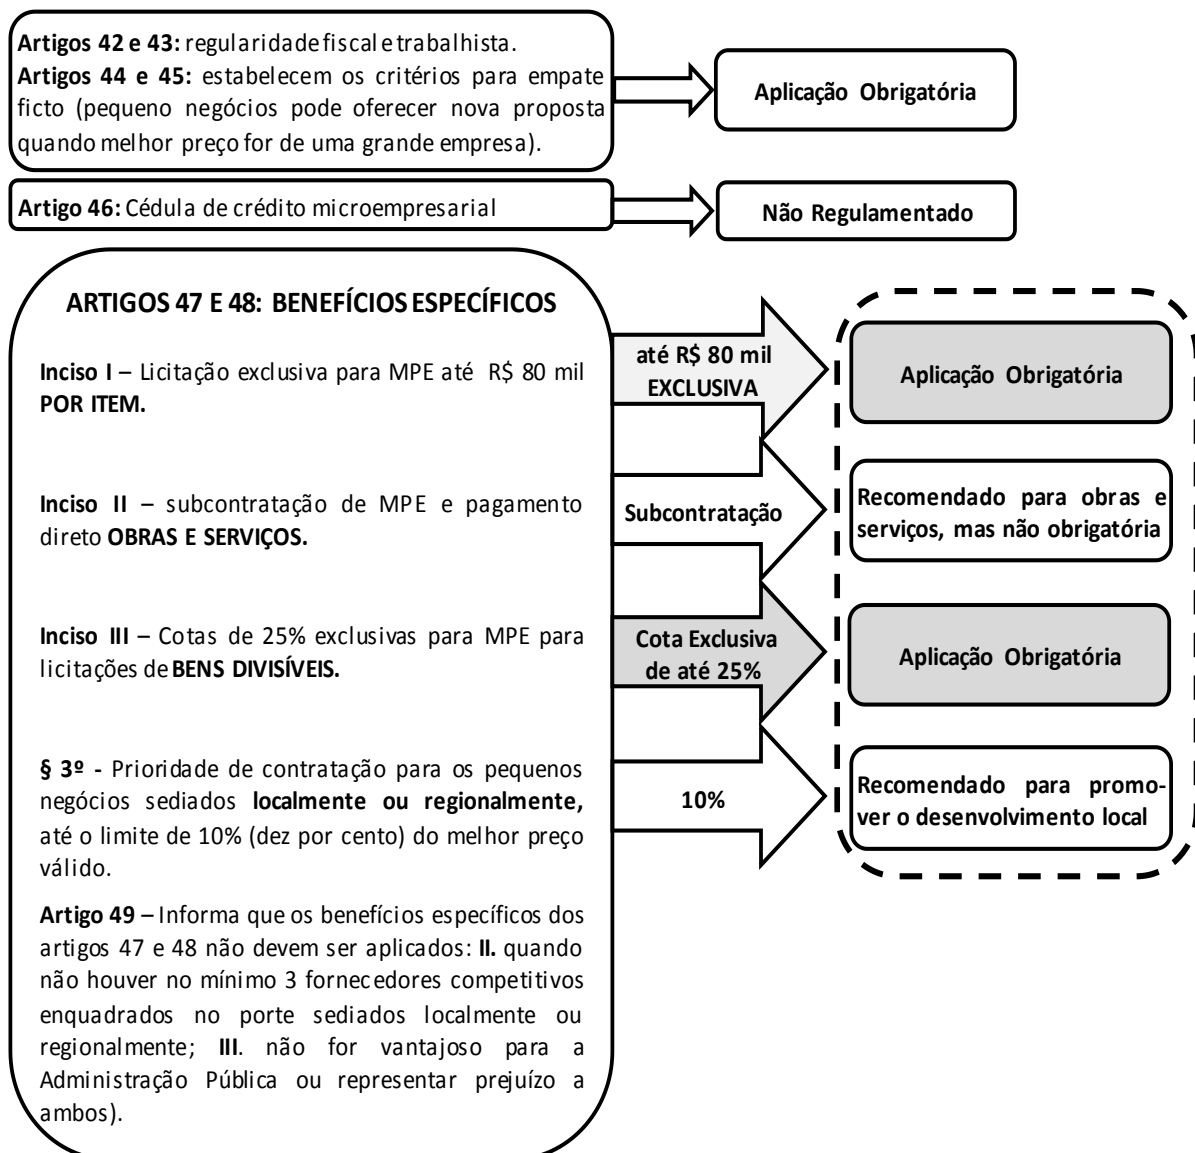 Artigos 42 e 43: regularidade fiscal e trabalhista.
Artigos 44 e 45: estabelecem os critérios para empate
ficto (pequeno negócios pode oferecer nova proposta
quando melhor preço for de uma grande empresa).
Aplicação Obrigatória
Artigo 46: Cédula de crédito microempresarial
Não Regulamentado
ARTIGOS 47 E 48: BENEFÍCIOS ESPECÍFICOS
Inciso I – Licitação exclusiva para MPE até R$ 80 mil
POR ITEM.
até R$ 80 mil
EXCLUSIVA
Aplicação Obrigatória
Inciso II – subcontratação de MPE e pagamento
direto OBRAS E SERVIÇOS.
Subcontratação
Recomendado para obras e
serviços, mas não obrigatória
Inciso III – Cotas de 25% exclusivas para MPE para
licitações de BENS DIVISÍVEIS.
Cota Exclusiva
de até 25%
Aplicação Obrigatória
§ 3º - Prioridade de contratação para os pequenos
negócios sediados localmente ou regionalmente,
até o limite de 10% (dez por cento) do melhor preço
válido.
10%
Recomendado para promo-
ver o desenvolvimento local
Artigo 49 – Informa que os benefícios específicos dos
artigos 47 e 48 não devem ser aplicados: II. quando
não houver no mínimo 3 fornecedores competitivos
enquadrados no porte sediados localmente ou
regionalmente; III. não for vantajoso para a
Administração Pública ou representar prejuízo a
ambos).